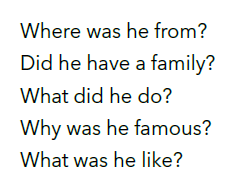 Where was he from?
Did he have a family?
What did he do?
Why was he famous?
What was he like?